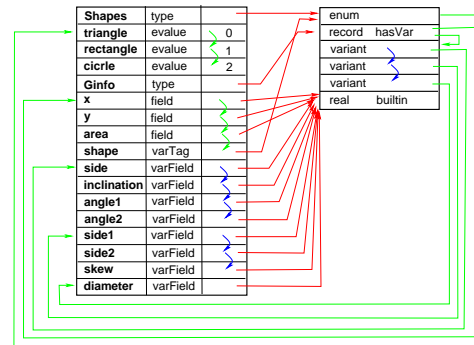 Shapes type
triangle evalue 0
rectangle evalue 1
cicrle evalue 2
Ginfo type
x field
y field
area field
shape varTag
side varField
inclination varField
angle1 varField
angle2 varField
side1 varField
side2 varField
skew varField
diameter varField
enum
record hasVar
variant
variant
variant
real builtin